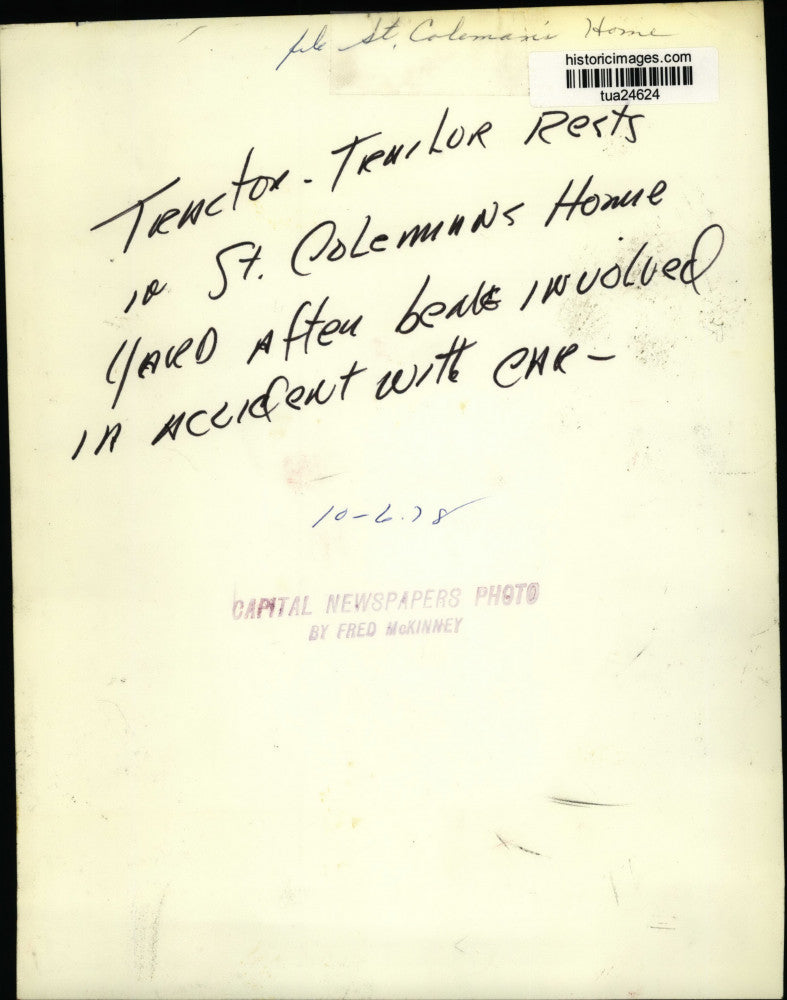 file St. Coleman's Home
historicimages.com
tua24624
Tractor-Trailor Rests
in St. Colemans Home
YARD After being involved
in accident with CAR-
10-6.78
CAPITAL NEWSPAPERS PHOTO
BY FRED McKINNEY